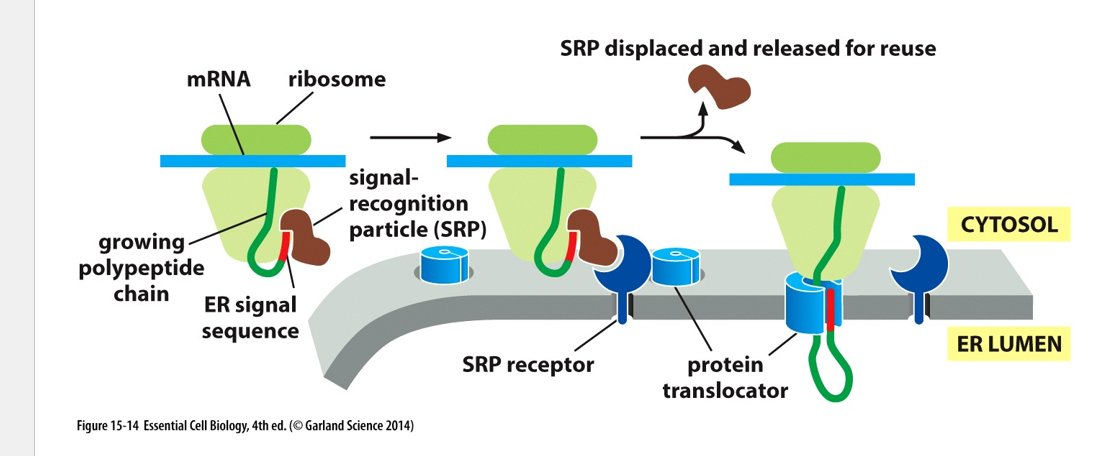 SRP displaced and released for reuse
mRNA
ribosome
signal-
recognition
particle (SRP)
growing
polypeptide
chain
ER signal
sequence
CYTOSOL
ER LUMEN
SRP receptor
protein
translocator
Figure 15-14 Essential Cell Biology, 4th ed. (© Garland Science 2014)